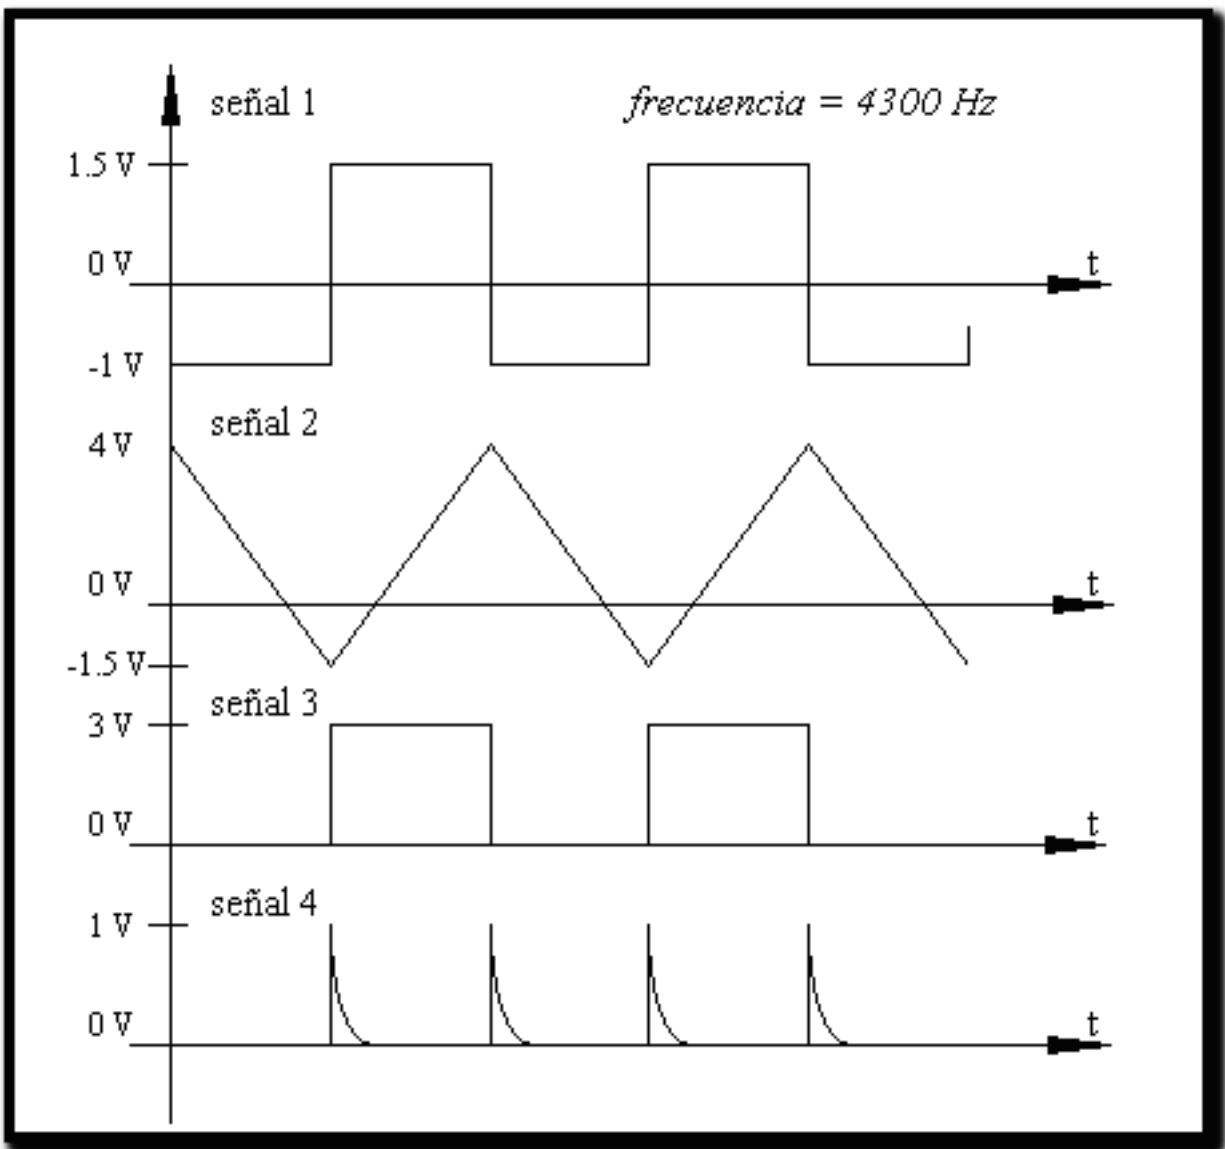 señal 1
frecuencia = 4300 Hz
1.5 V
0 V
t
-1 V
señal 2
4 V
0 V
t
-1.5 V
señal 3
3 V
0 V
t
señal 4
1 V
0 V
t